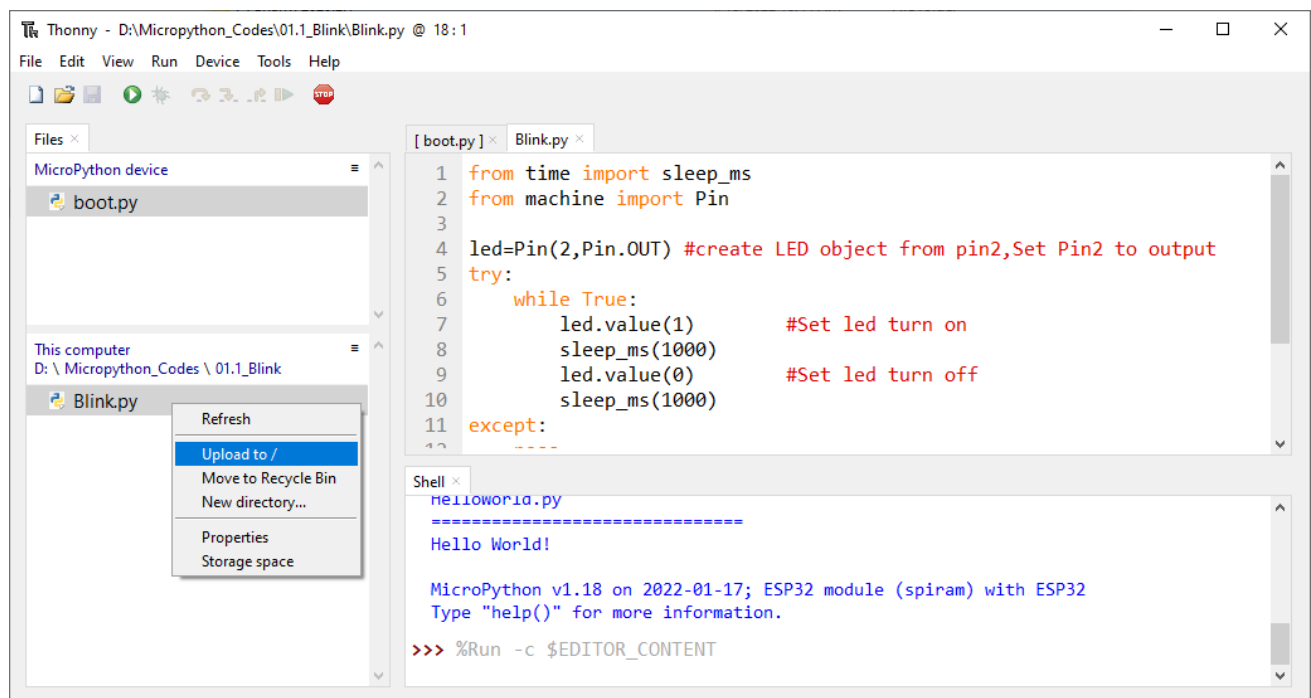 Thonny - D:\Micropython_Codes\01.1_Blink\Blink.py @ 18 : 1
File Edit View Run Device Tools Help
STOP
Files
MicroPython device
boot.py
This computer
D: \ Micropython_Codes \ 01.1_Blink
Blink.py
Refresh
Upload to /
Move to Recycle Bin
New directory...
Properties
Storage space
[ boot.py ] Blink.py
1 from time import sleep_ms
2 from machine import Pin
3
4 led=Pin(2,Pin.OUT) #create LED object from pin2,Set Pin2 to output
5 try:
6 while True:
7 led.value(1) #Set led turn on
8 sleep_ms(1000)
9 led.value(0) #Set led turn off
10 sleep_ms(1000)
11 except:
Shell
HelloWorld.py
===============================
Hello World!
MicroPython v1.18 on 2022-01-17; ESP32 module (spiram) with ESP32
Type "help()" for more information.
>>> %Run -c $EDITOR_CONTENT